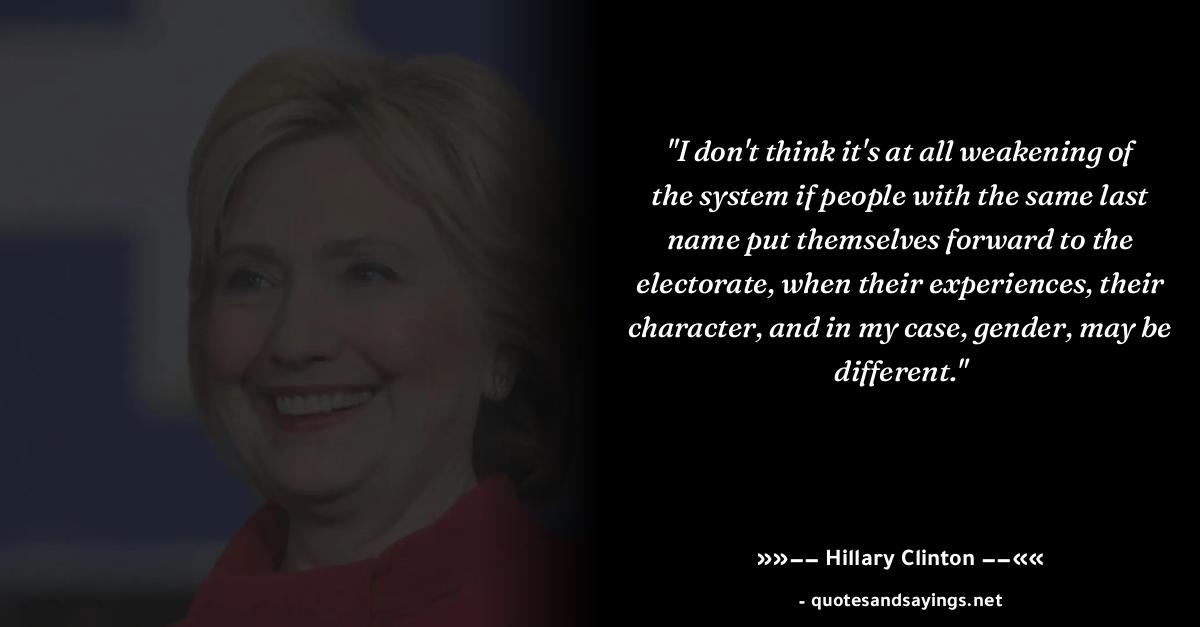 "I don't think it's at all weakening of
the system if people with the same last
name put themselves forward to the
electorate, when their experiences, their
character, and in my case, gender, may be
different."
»»−− Hillary Clinton −−««
- quotesandsayings.net